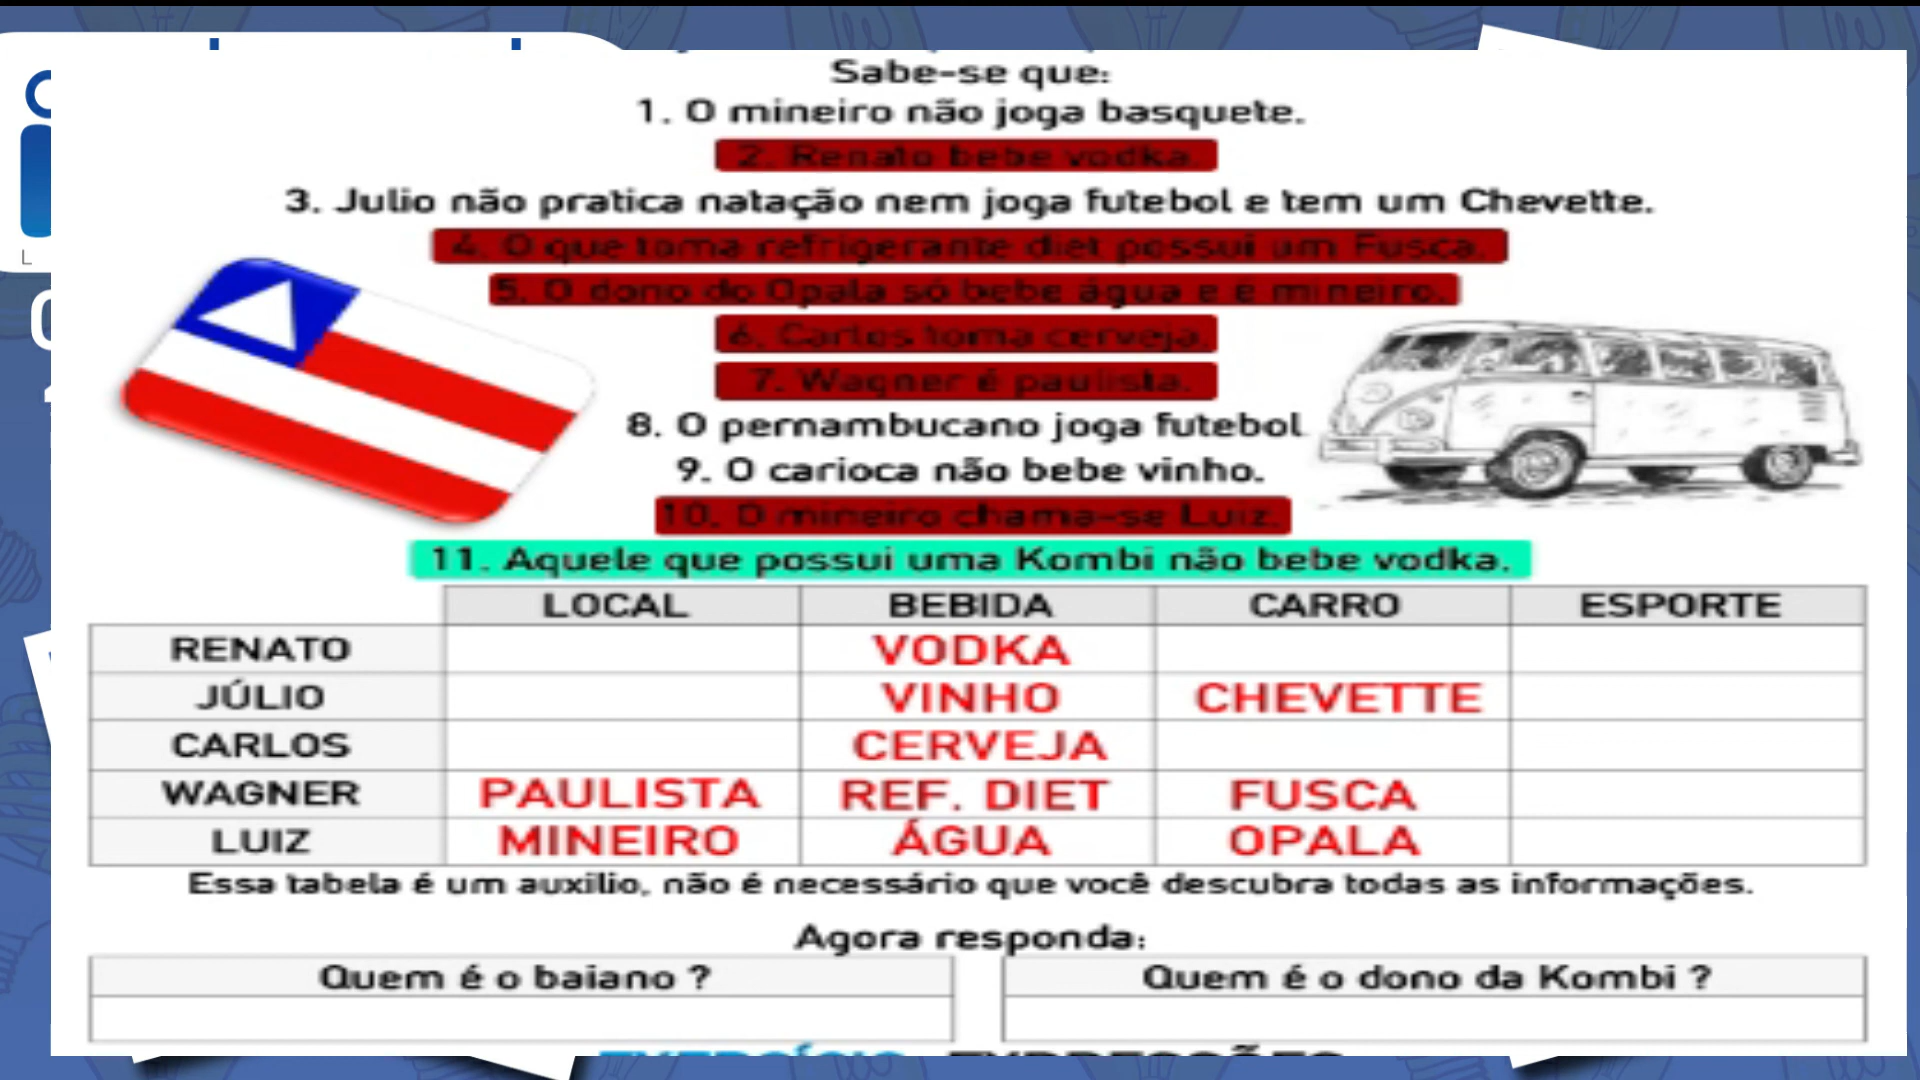 Sabe-se que:
1. O mineiro não joga basquete.
2. Renato bebe vodka.
3. Julio não pratica natação nem joga futebol e tem um Chevette.
4. O que toma refrigerante diet possui um Fusca.
5. O dono do Opala só bebe água e é mineiro.
6. Carlos toma cerveja.
7. Wagner é paulista.
8. O pernambucano joga futebol
9. O carioca não bebe vinho.
10. O mineiro chama-se Luiz.
11. Aquele que possui uma Kombi não bebe vodka.
LOCAL BEBIDA CARRO ESPORTE
RENATO VODKA
JÚLIO VINHO CHEVETTE
CARLOS CERVEJA
WAGNER PAULISTA REF. DIET FUSCA
LUIZ MINEIRO ÁGUA OPALA
Essa tabela é um auxilio, não é necessário que você descubra todas as informações.
Agora responda:
Quem é o baiano ? Quem é o dono da Kombi ?